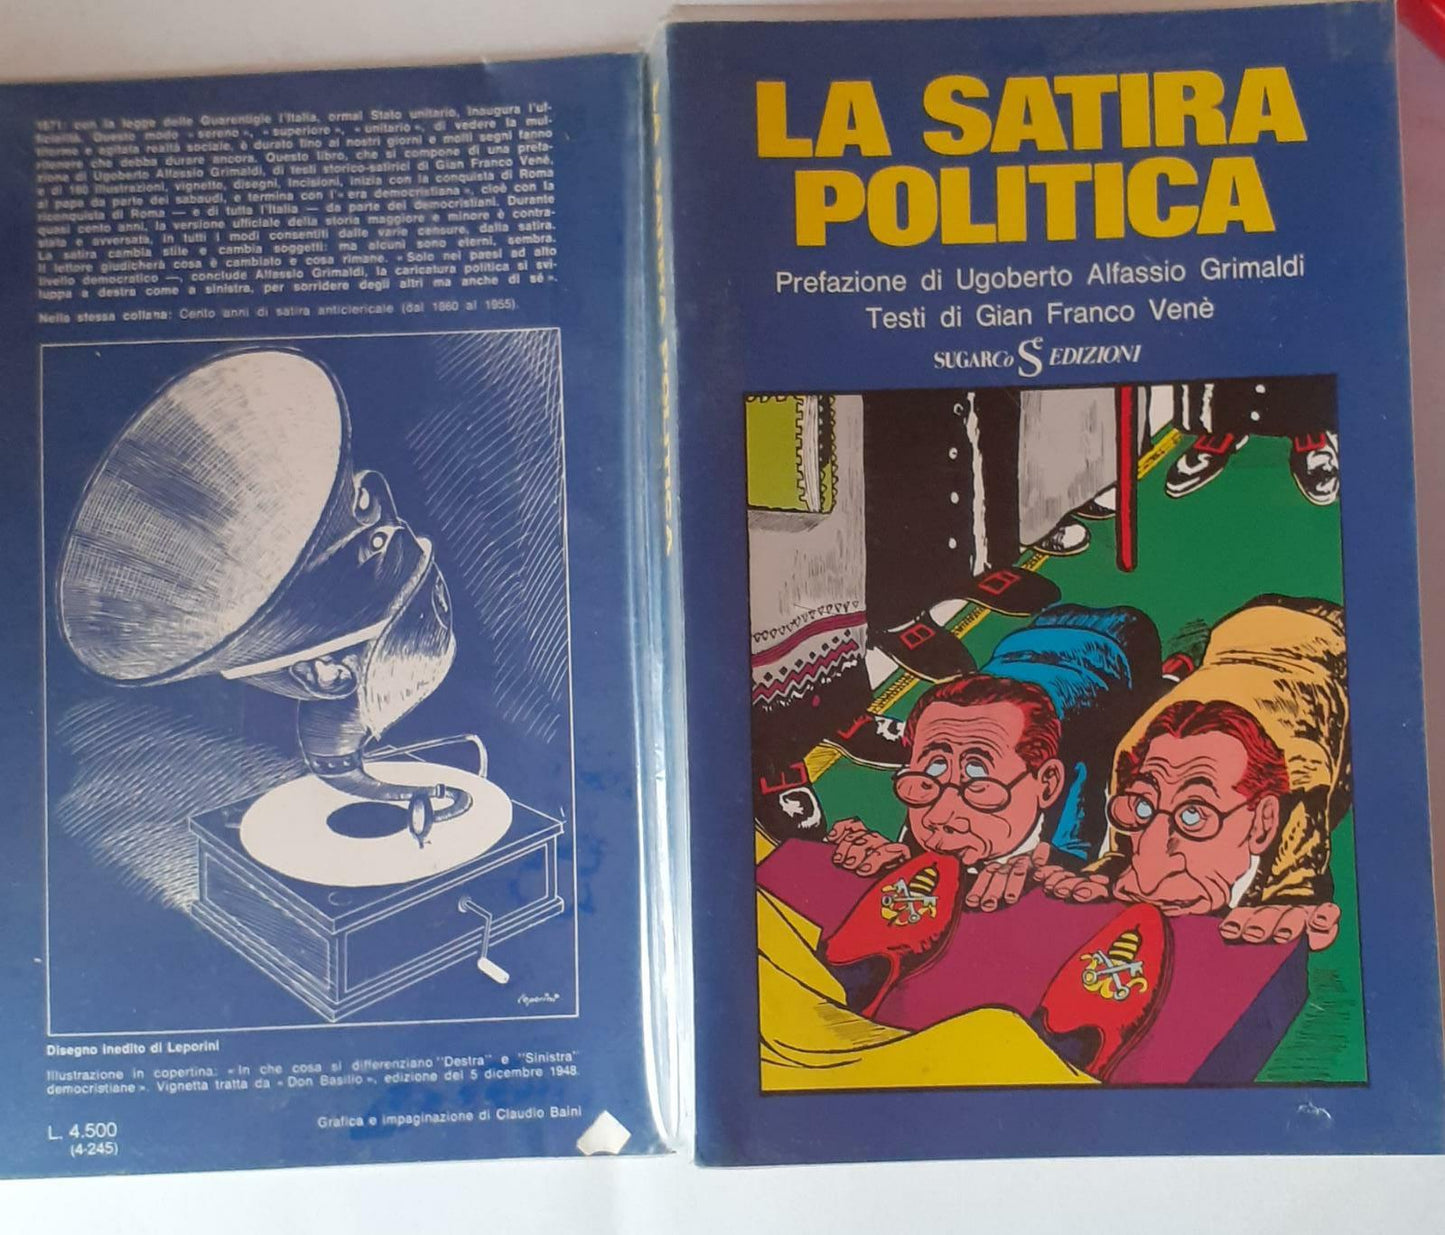 1871: con la legge delle Guarentigie l'Italia, ormai Stato unitario, inaugura l'uf-
ficialità. Questo modo « sereno », « superiore », « unitario », di vedere la mul-
tiforme e agitata realtà sociale, è durato fino ai nostri giorni e molti segni fanno
ritenere che debba durare ancora. Questo libro, che si compone di una prefa-
zione di Ugoberto Alfassio Grimaldi, di testi storico-satirici di Gian Franco Venè,
e di 160 illustrazioni, vignette, disegni, incisioni, inizia con la conquista di Roma
al papa da parte dei sabaudi, e termina con l'« era democristiana », cioè con la
riconquista di Roma — e di tutta l'Italia — da parte dei democristiani. Durante
quasi cento anni, la versione ufficiale della storia maggiore e minore è contra-
stata e avversata, in tutti i modi consentiti dalle varie censure, dalla satira.
La satira cambia stile e cambia soggetti: ma alcuni sono eterni, sembra.
Il lettore giudicherà cosa è cambiato e cosa rimane. « Solo nei paesi ad alto
livello democratico —, conclude Alfassio Grimaldi, la caricatura politica si svi-
luppa a destra come a sinistra, per sorridere degli altri ma anche di sé ».
Nella stessa collana: Cento anni di satira anticlericale (dal 1860 al 1955).
Leporini
Disegno inedito di Leporini
Illustrazione in copertina: « In che cosa si differenziano "Destra" e "Sinistra"
democristiane ». Vignetta tratta da « Don Basilio », edizione del 5 dicembre 1948.
Grafica e impaginazione di Claudio Baini
L. 4.500
(4-245)
LA SATIRA POLITICA
LA SATIRA
POLITICA
Prefazione di Ugoberto Alfassio Grimaldi
Testi di Gian Franco Venè
SUGARCo Se EDIZIONI